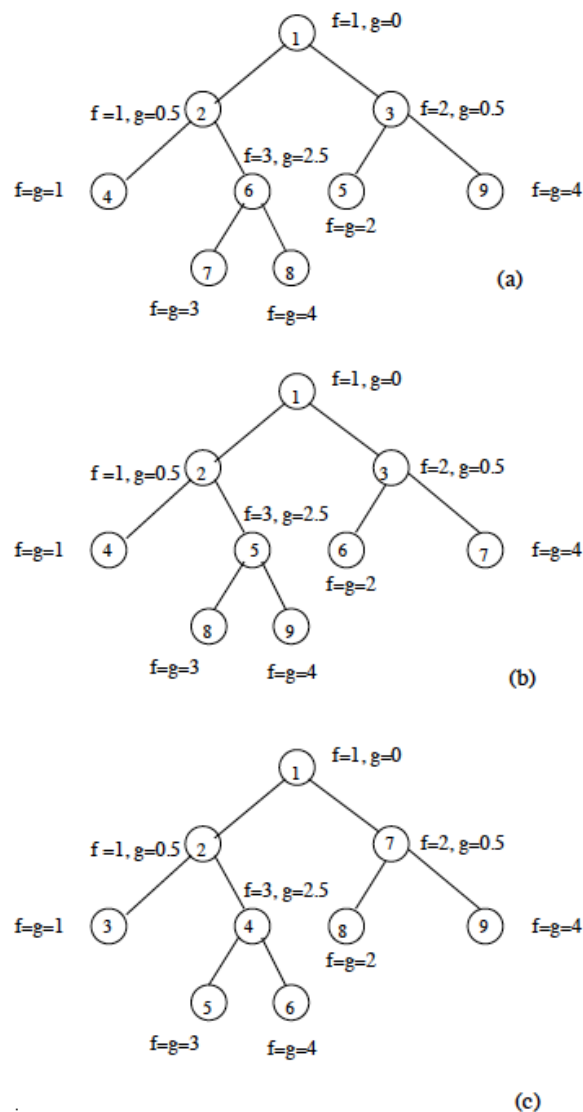 f=1, g=0
1
f =1, g=0.5 2 3 f=2, g=0.5
f=3, g=2.5
f=g=1 4 6 5 9 f=g=4
f=g=2
7 8
f=g=3 f=g=4
(a)
f=1, g=0
1
f =1, g=0.5 2 3 f=2, g=0.5
f=3, g=2.5
f=g=1 4 5 6 7 f=g=4
f=g=2
8 9
f=g=3 f=g=4
(b)
f=1, g=0
1
f =1, g=0.5 2 7 f=2, g=0.5
f=3, g=2.5
f=g=1 3 4 8 9 f=g=4
f=g=2
5 6
f=g=3 f=g=4
. (c)